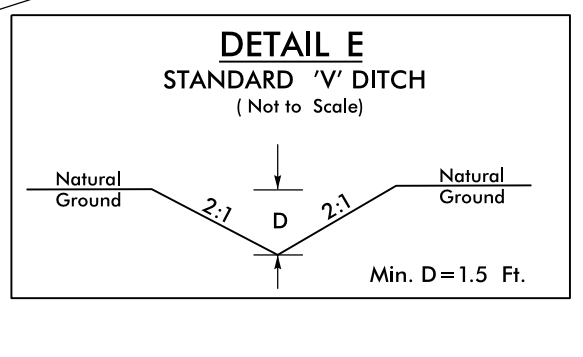 DETAIL E
STANDARD 'V' DITCH
( Not to Scale)
Natural
Ground
2:1
D
2:1
Natural
Ground
Min. D=1.5 Ft.